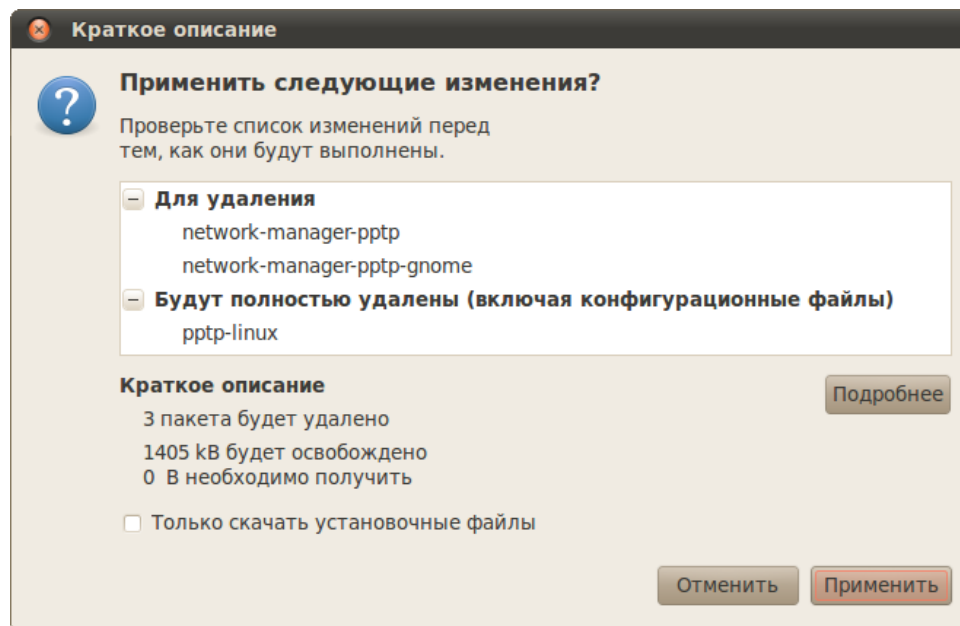 Краткое описание
Применить следующие изменения?
Проверьте список изменений перед
тем, как они будут выполнены.
Для удаления
network-manager-pptp
network-manager-pptp-gnome
Будут полностью удалены (включая конфигурационные файлы)
pptp-linux
Краткое описание
Подробнее
3 пакета будет удалено
1405 kB будет освобождено
0 B необходимо получить
Только скачать установочные файлы
Отменить
Применить